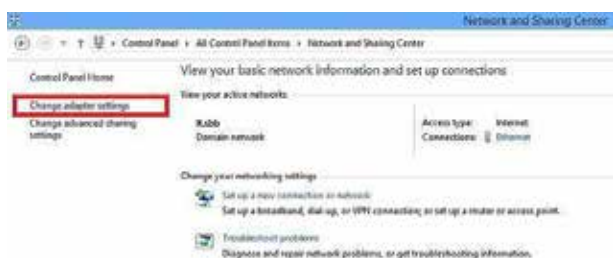 Network and Sharing Center
Control Panel › All Control Panel Items › Network and Sharing Center
Control Panel Home
Change adapter settings
Change advanced sharing
settings
View your basic network information and set up connections
View your active networks
Domain network
Access type: Internet
Connections: Ethernet
Change your networking settings
Set up a new connection or network
Set up a broadband, dial-up, or VPN connection; or set up a router or access point.
Troubleshoot problems
Diagnose and repair network problems, or get troubleshooting information.